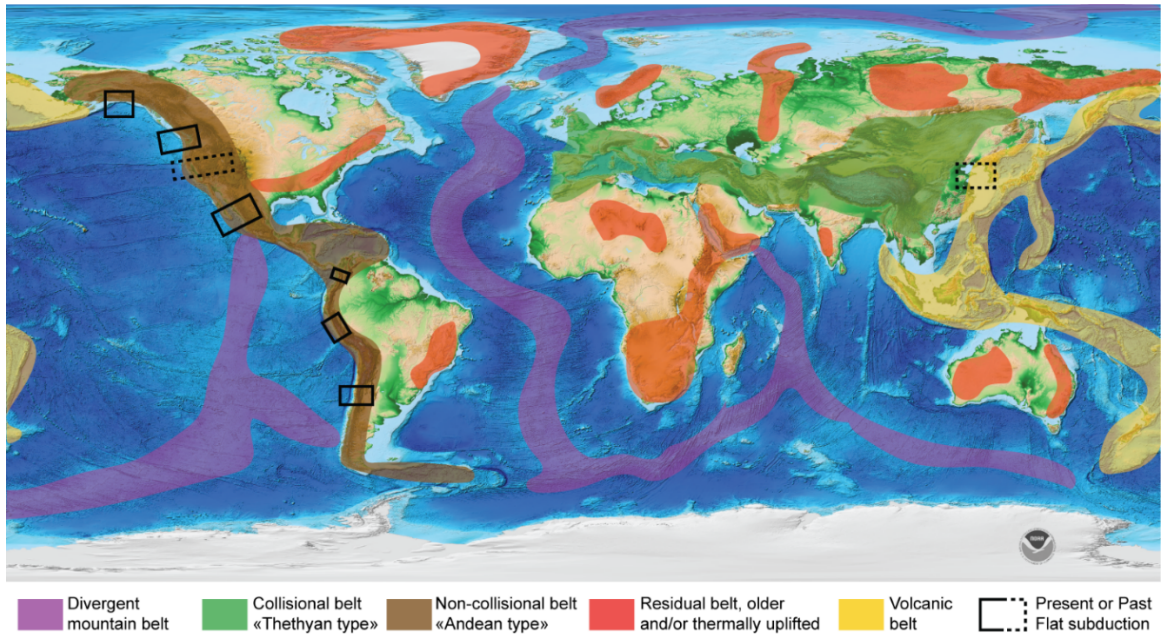 Divergent
mountain belt
Collisional belt
«Thethyan type»
Non-collisional belt
«Andean type»
Residual belt, older
and/or thermally uplifted
Volcanic
belt
Present or Past
Flat subduction